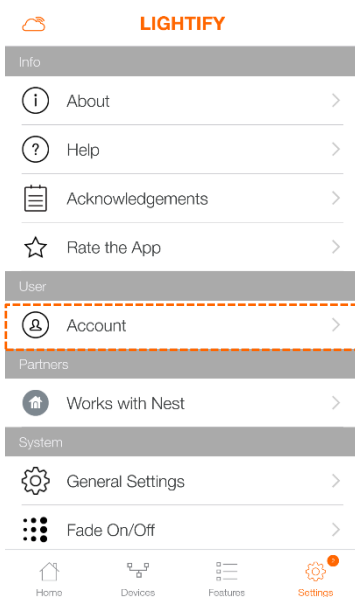 LIGHTIFY
Info
About
Help
Acknowledgements
Rate the App
User
Account
Partners
Works with Nest
System
General Settings
Fade On/Off
Home Devices Features Settings